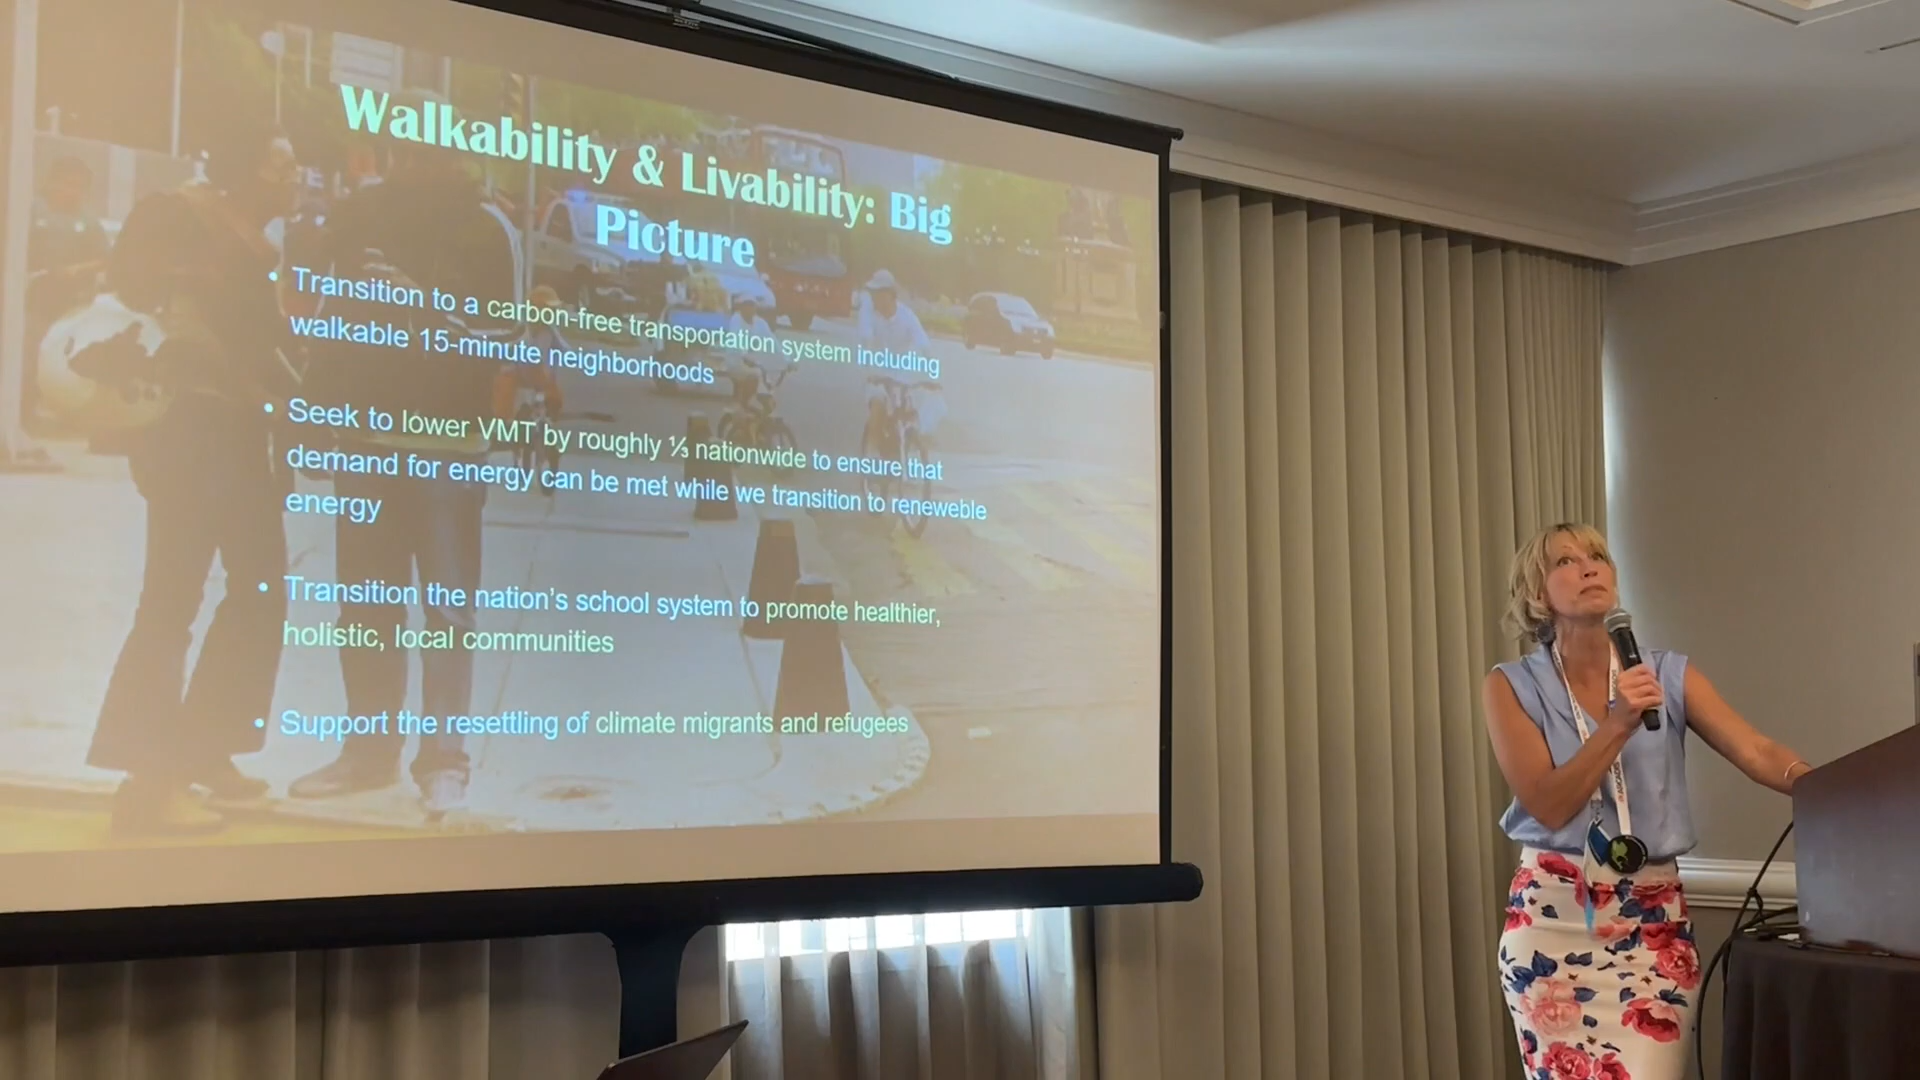 Walkability & Livability: Big
Picture
• Transition to a carbon-free transportation system including
walkable 15-minute neighborhoods
• Seek to lower VMT by roughly ⅓ nationwide to ensure that
demand for energy can be met while we transition to reneweble
energy
• Transition the nation’s school system to promote healthier,
holistic, local communities
• Support the resettling of climate migrants and refugees